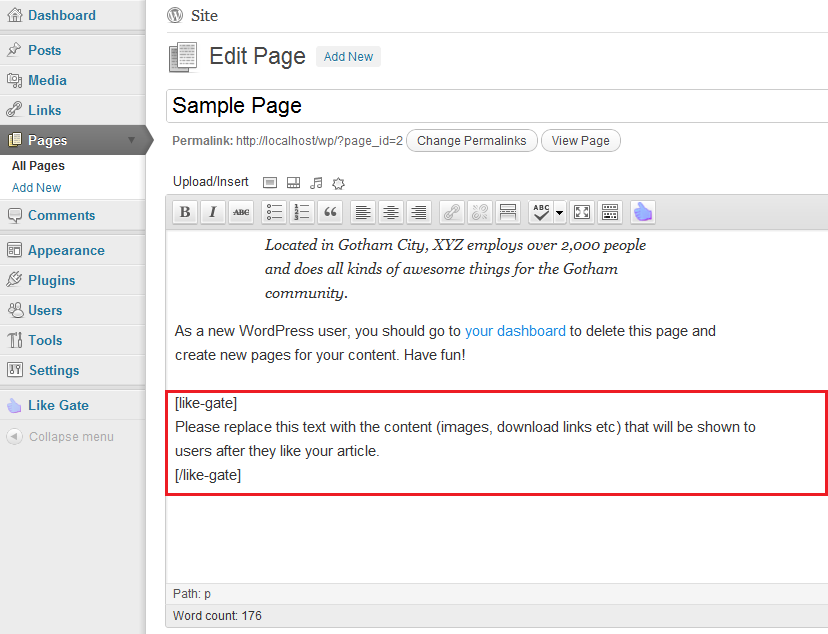 Dashboard
Posts
Media
Links
Pages
All Pages
Add New
Comments
Appearance
Plugins
Users
Tools
Settings
Like Gate
Collapse menu
Site
Edit Page Add New
Sample Page
Permalink: http://localhost/wp/?page_id=2 Change Permalinks View Page
Upload/Insert
B I ABC ABC
Located in Gotham City, XYZ employs over 2,000 people
and does all kinds of awesome things for the Gotham
community.
As a new WordPress user, you should go to your dashboard to delete this page and
create new pages for your content. Have fun!
[like-gate]
Please replace this text with the content (images, download links etc) that will be shown to
users after they like your article.
[/like-gate]
Path: p
Word count: 176